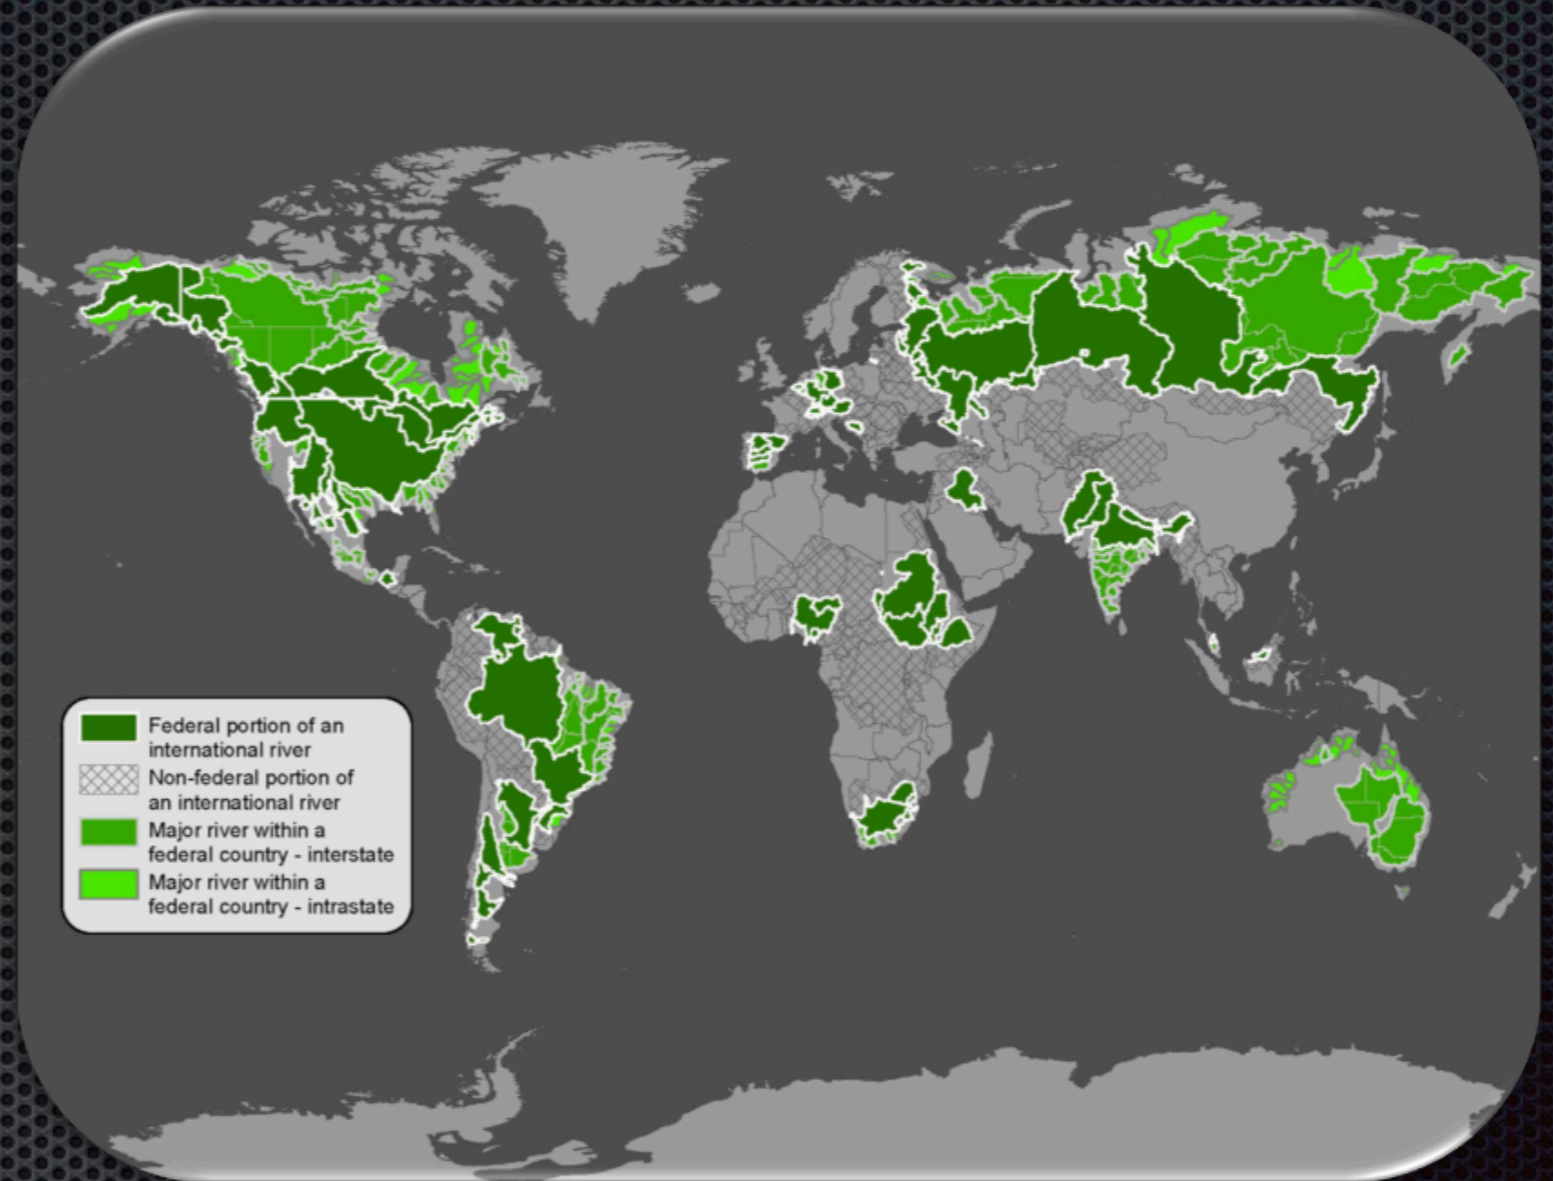 Federal portion of an
international river
Non-federal portion of
an international river
Major river within a
federal country - interstate
Major river within a
federal country - intrastate